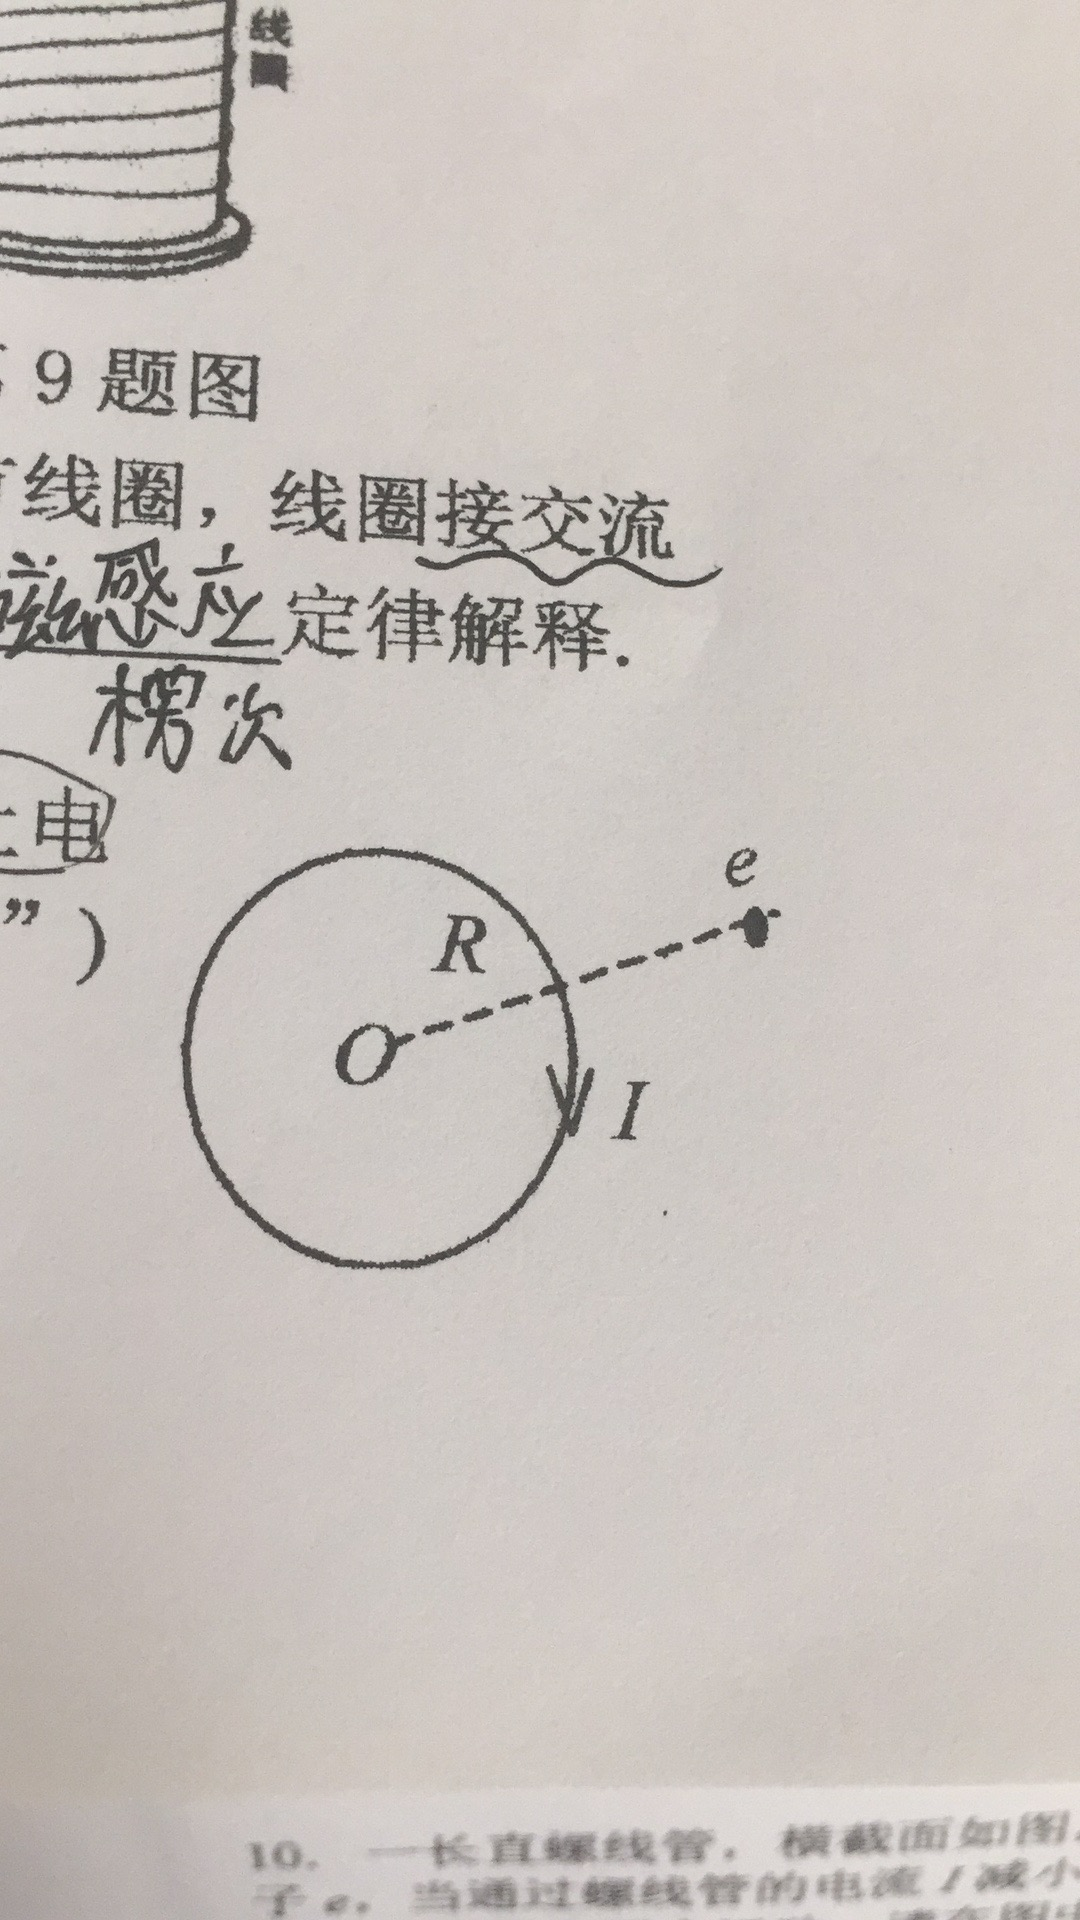 线
圈
9 题图
线圈，线圈接交流
磁感应定律解释.
楞次
电
”）
e
R
O
I
10. 一长直螺线管，横截面如图.
子 e，当通过螺线管的电流 I 减小